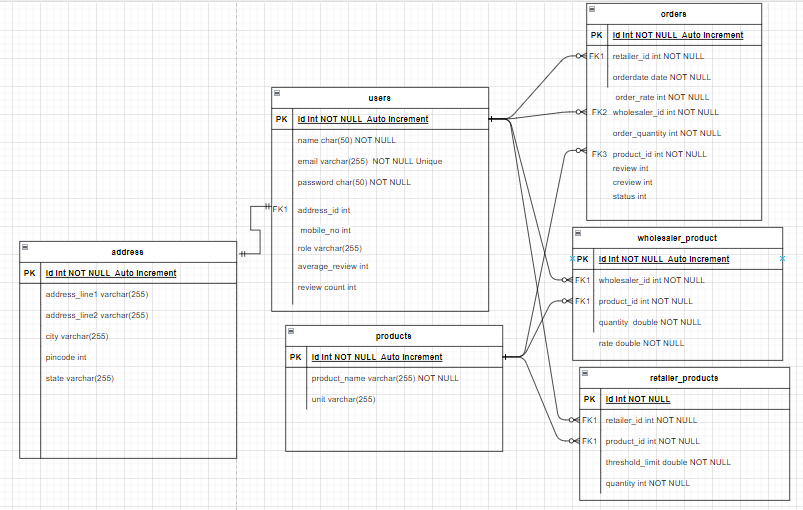 orders
PK Id Int NOT NULL Auto Increment
FK1 retailer_id int NOT NULL
orderdate date NOT NULL
order_rate int NOT NULL
FK2 wholesaler_id int NOT NULL
order_quantity int NOT NULL
FK3 product_id int NOT NULL
review int
creview int
status int
users
PK Id Int NOT NULL Auto Increment
name char(50) NOT NULL
email varchar(255) NOT NULL Unique
password char(50) NOT NULL
FK1 address_id int
mobile_no int
role varchar(255)
average_review int
review count int
address
PK Id Int NOT NULL Auto Increment
address_line1 varchar(255)
address_line2 varchar(255)
city varchar(255)
pincode int
state varchar(255)
wholesaler_product
PK Id Int NOT NULL Auto Increment
FK1 wholesaler_id int NOT NULL
FK1 product_id int NOT NULL
quantity double NOT NULL
rate double NOT NULL
products
PK Id Int NOT NULL Auto Increment
product_name varchar(255) NOT NULL
unit varchar(255)
retailer_products
PK Id Int NOT NULL
FK1 retailer_id int NOT NULL
FK1 product_id int NOT NULL
threshold_limit double NOT NULL
quantity int NOT NULL